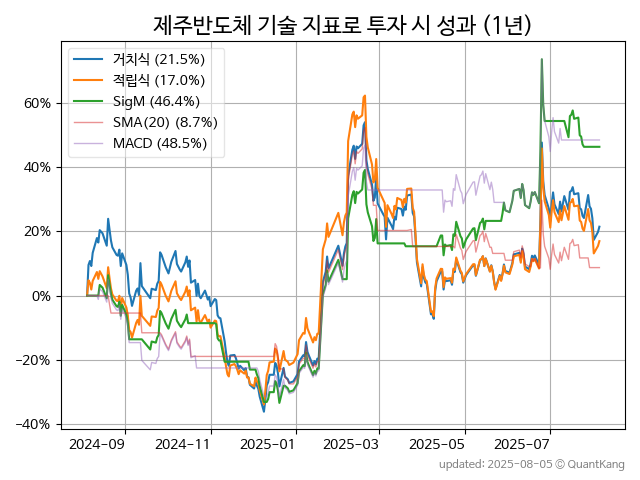 제주반도체 기술 지표로 투자 시 성과 (1년)
거치식 (21.5%)
적립식 (17.0%)
SigM (46.4%)
SMA(20) (8.7%)
MACD (48.5%)
60%
40%
20%
0%
−20%
−40%
2024-09 2024-11 2025-01 2025-03 2025-05 2025-07
updated: 2025-08-05 ⓒ QuantKang